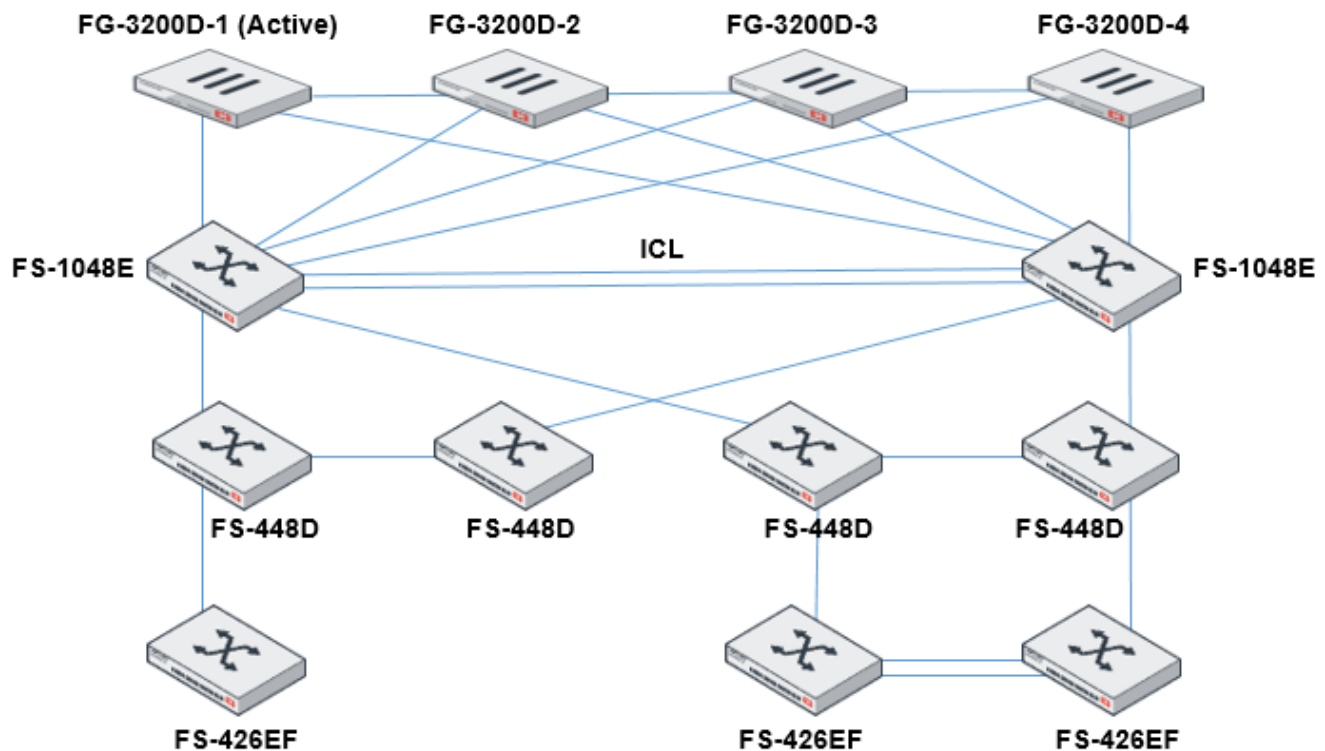 FG-3200D-1 (Active)
FG-3200D-2
FG-3200D-3
FG-3200D-4
FS-1048E
ICL
FS-1048E
FS-448D
FS-448D
FS-448D
FS-448D
FS-426EF
FS-426EF
FS-426EF